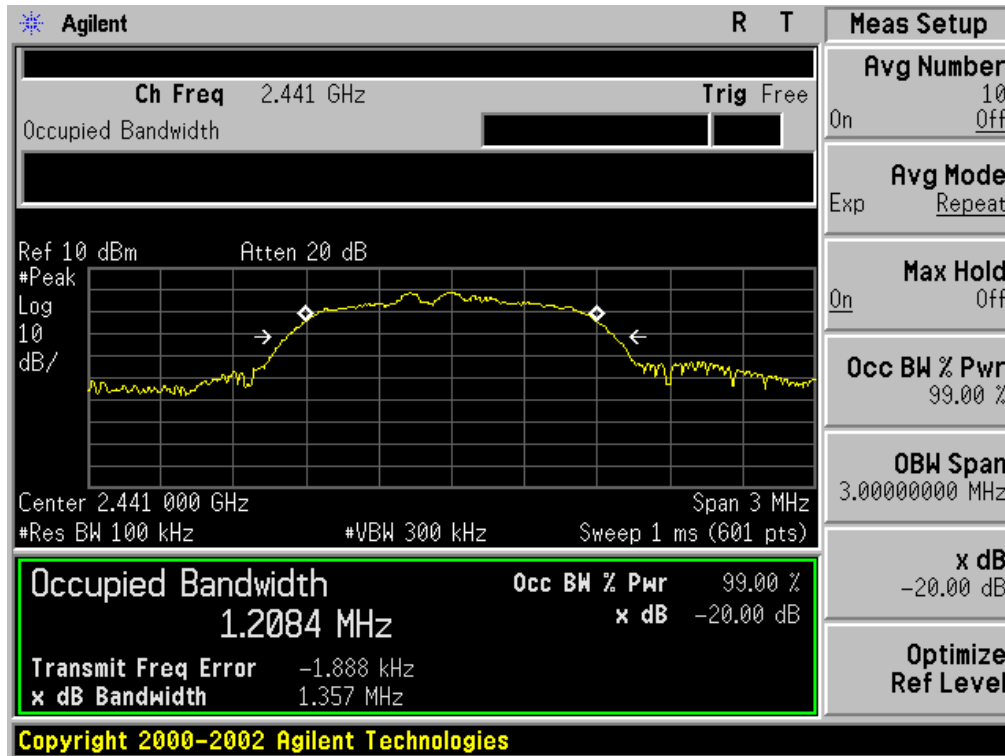 Agilent R T
Ch Freq 2.441 GHz Trig Free
Occupied Bandwidth
Ref 10 dBm Atten 20 dB
#Peak
Log
10
dB/
Center 2.441 000 GHz Span 3 MHz
#Res BW 100 kHz #VBW 300 kHz Sweep 1 ms (601 pts)
Occupied Bandwidth
1.2084 MHz
Occ BW % Pwr 99.00 %
x dB -20.00 dB
Transmit Freq Error -1.888 kHz
x dB Bandwidth 1.357 MHz
Copyright 2000-2002 Agilent Technologies
Meas Setup
Avg Number
10
On Off
Avg Mode
Exp Repeat
Max Hold
On Off
Occ BW % Pwr
99.00 %
OBW Span
3.00000000 MHz
x dB
-20.00 dB
Optimize
Ref Level